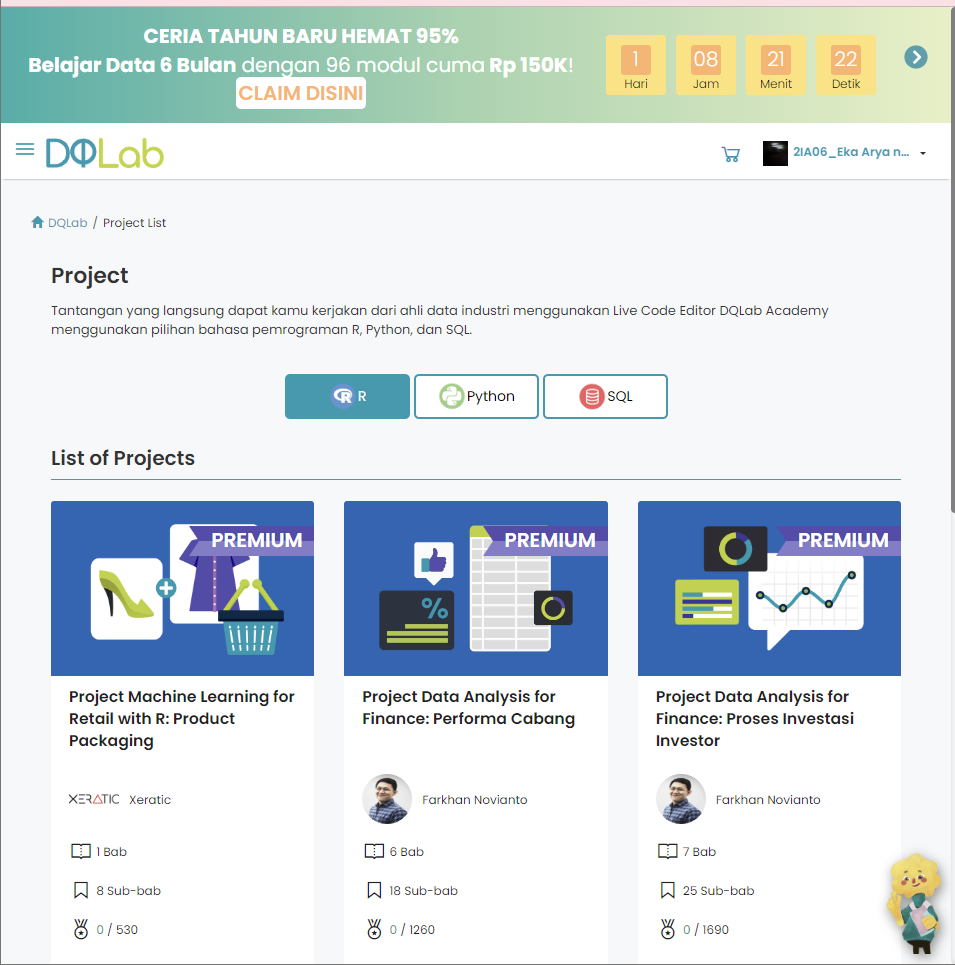 CERIA TAHUN BARU HEMAT 95%
Belajar Data 6 Bulan dengan 96 modul cuma Rp 150K!
CLAIM DISINI
1 08 21 22
Hari Jam Menit Detik
DQLab
2IA06_Eka Arya n...
DQLab / Project List
Project
Tantangan yang langsung dapat kamu kerjakan dari ahli data industri menggunakan Live Code Editor DQLab Academy
menggunakan pilihan bahasa pemrograman R, Python, dan SQL.
R Python SQL
List of Projects
PREMIUM
Project Machine Learning for
Retail with R: Product
Packaging
XERATIC Xeratic
1 Bab
8 Sub-bab
0 / 530
PREMIUM
%
Project Data Analysis for
Finance: Performa Cabang
Farkhan Novianto
6 Bab
18 Sub-bab
0 / 1260
PREMIUM
Project Data Analysis for
Finance: Proses Investasi
Investor
Farkhan Novianto
7 Bab
25 Sub-bab
0 / 1690